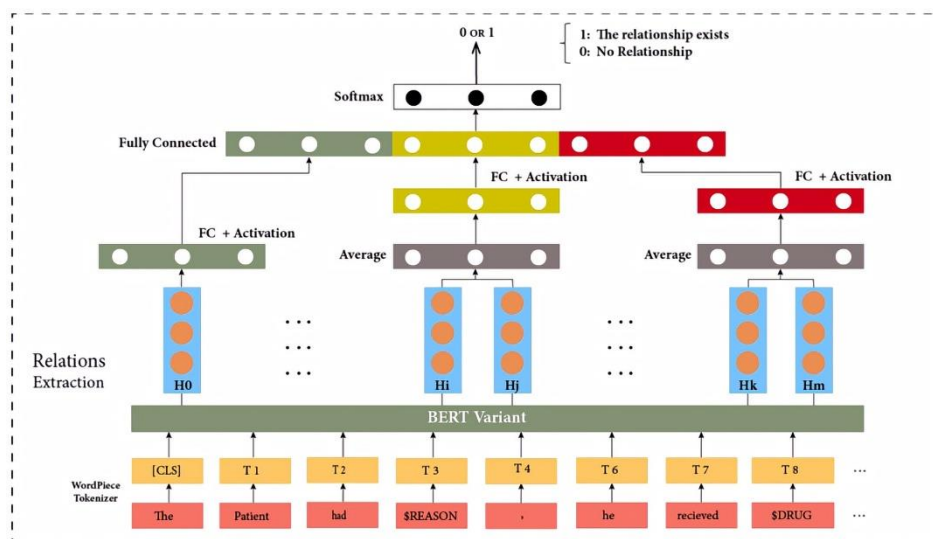 0 OR 1
1: The relationship exists
0: No Relationship
Softmax
Fully Connected
FC + Activation
FC + Activation
FC + Activation
Average
Average
...
...
...
...
...
...
Relations
Extraction
H0
Hi
Hj
Hk
Hm
BERT Variant
WordPiece
Tokenizer
[CLS]
T 1
T 2
T 3
T 4
T 6
T 7
T 8
...
The
Patient
had
$REASON
,
he
recieved
$DRUG
...